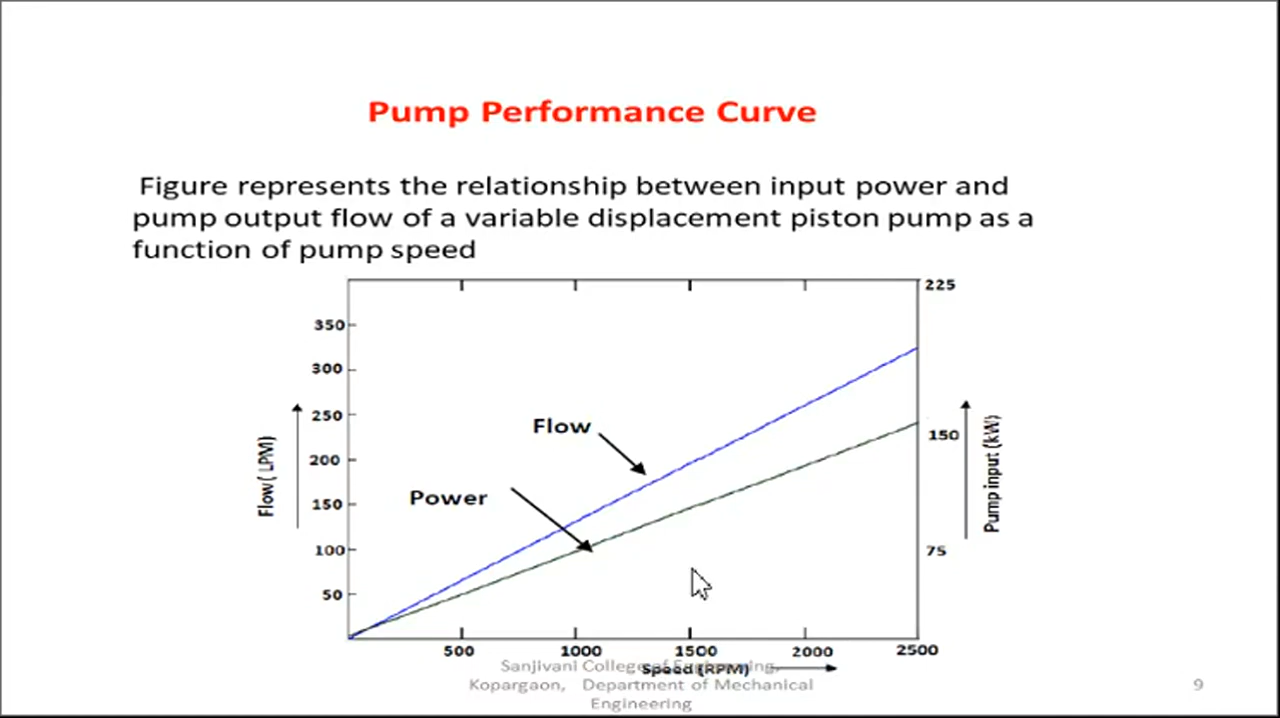 Pump Performance Curve
Figure represents the relationship between input power and
pump output flow of a variable displacement piston pump as a
function of pump speed
225
350
300
250
200
150
100
50
Flow( LPM)
Flow
Power
150
75
Pump input (kW)
500
1000
1500
2000
2500
Speed (RPM)
Sanjivani College of Engineering,
Kopargaon, Department of Mechanical
Engineering
9